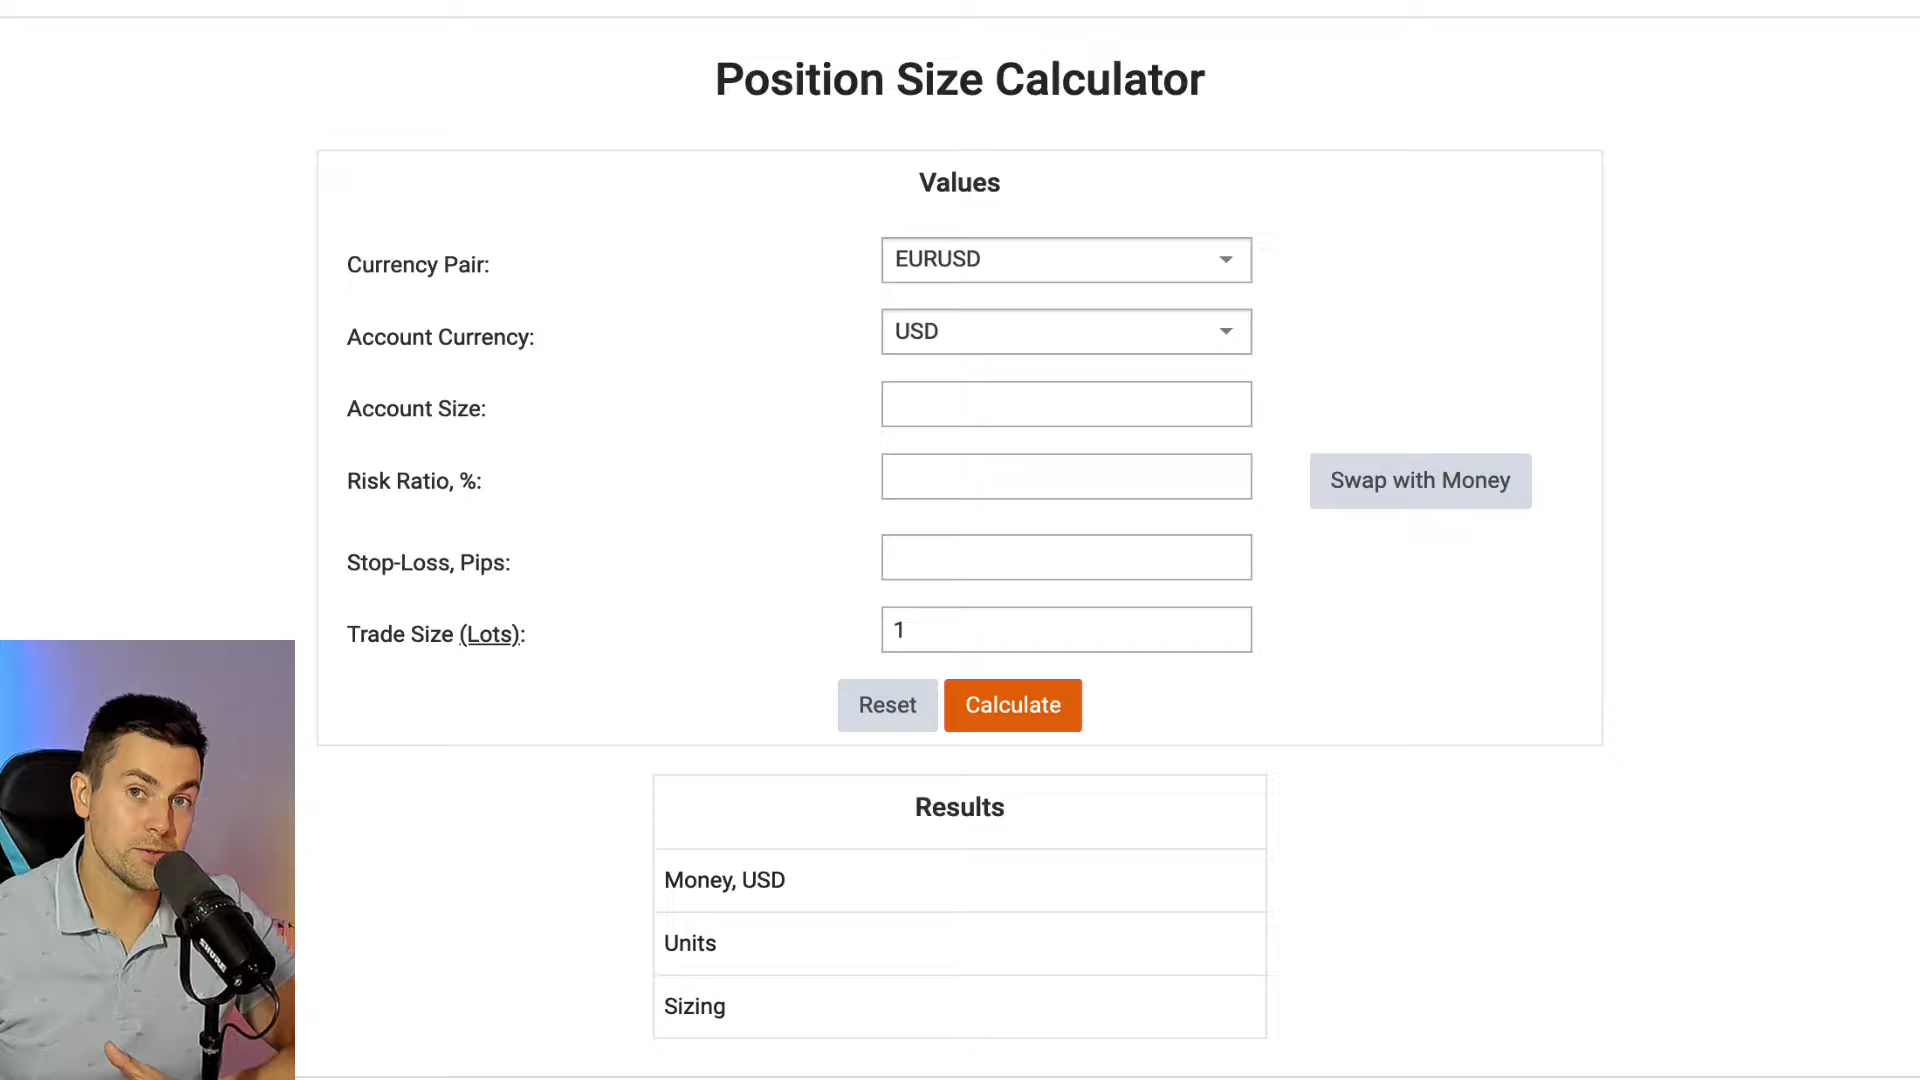 Position Size Calculator
Values
Currency Pair:
EURUSD
Account Currency:
USD
Account Size:
Risk Ratio, %:
Swap with Money
Stop-Loss, Pips:
Trade Size (Lots):
1
Reset
Calculate
Results
Money, USD
Units
Sizing
SHURE